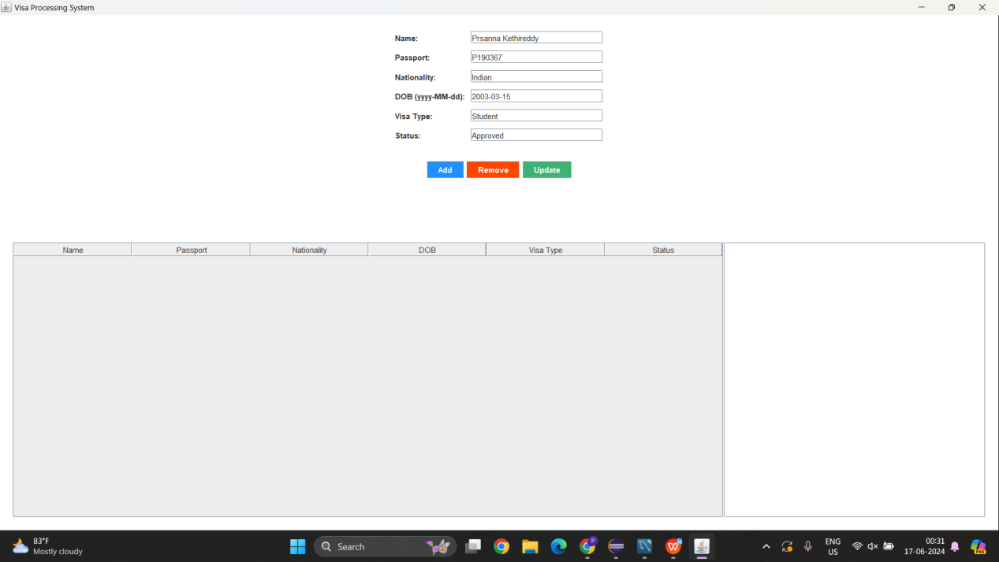 Visa Processing System
Name: Prsanna Kethireddy
Passport: P190367
Nationality: Indian
DOB (yyyy-MM-dd): 2003-03-15
Visa Type: Student
Status: Approved
Add Remove Update
Name Passport Nationality DOB Visa Type Status
83°F
Mostly cloudy
Search
P
W
ENG
US
00:31
17-06-2024
PRE